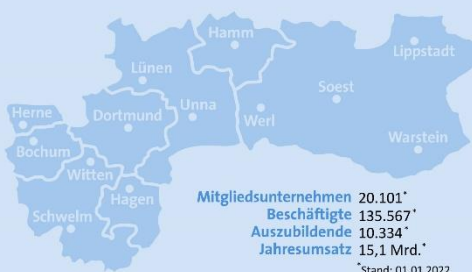 Hamm
Lippstadt
Lünen
Soest
Unna
Herne
Dortmund
Werl
Bochum
Warstein
Witten
Hagen
Schwelm
Mitgliedsunternehmen 20.101*
Beschäftigte 135.567*
Auszubildende 10.334*
Jahresumsatz 15,1 Mrd.*
*Stand: 01.01.2022